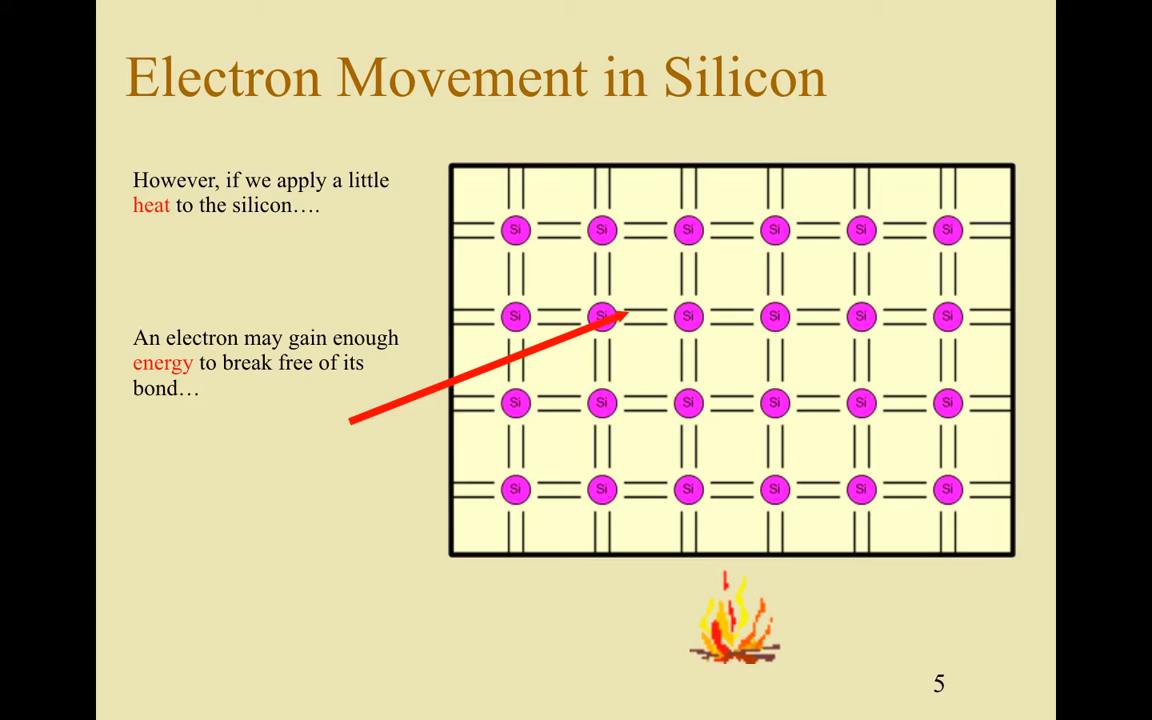 Electron Movement in Silicon
However, if we apply a little
heat to the silicon….
An electron may gain enough
energy to break free of its
bond…
Si Si Si Si Si Si
Si Si Si Si Si Si
Si Si Si Si Si Si
Si Si Si Si Si Si
5